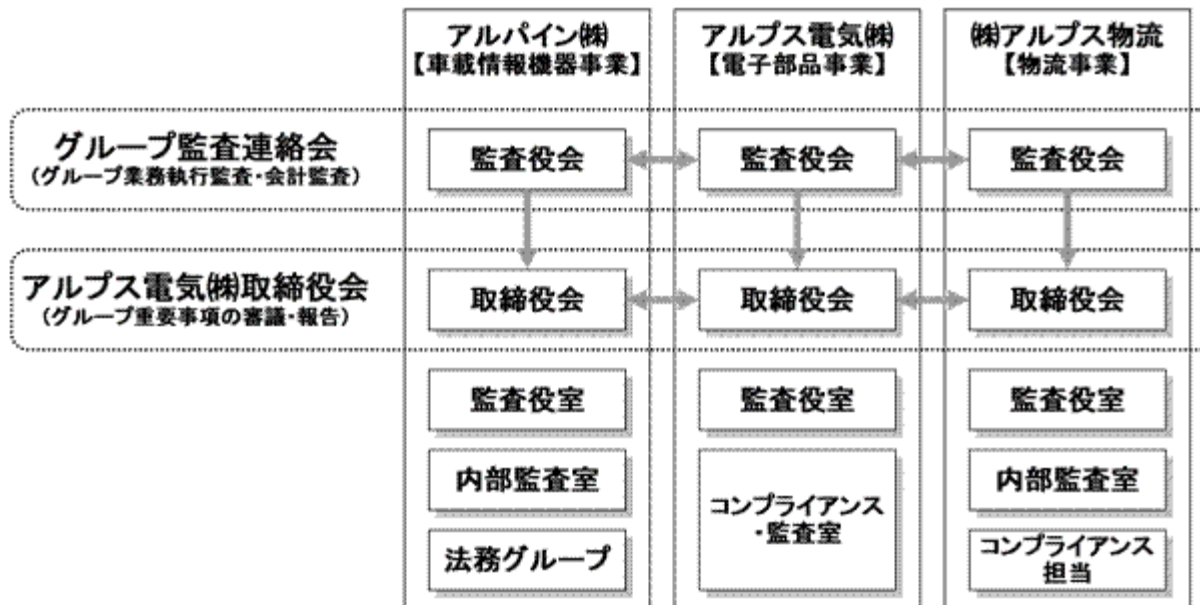 アルパイン㈱
【車載情報機器事業】
アルプス電気㈱
【電子部品事業】
㈱アルプス物流
【物流事業】
グループ監査連絡会
(グループ業務執行監査・会計監査)
監査役会
監査役会
監査役会
アルプス電気㈱取締役会
(グループ重要事項の審議・報告)
取締役会
取締役会
取締役会
監査役室
監査役室
監査役室
内部監査室
コンプライアンス
・監査室
内部監査室
法務グループ
コンプライアンス
担当